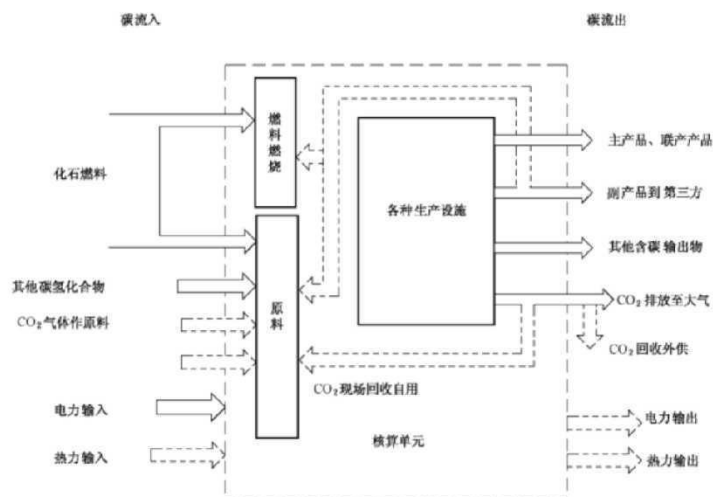 碳流入
碳流出
燃料燃烧
化石燃料
各种生产设施
主产品、联产产品
副产品到第三方
其他含碳输出物
其他碳氢化合物
原料
CO₂排放至大气
CO₂气体作原料
CO₂回收外供
CO₂现场回收自用
电力输入
电力输出
核算单元
热力输入
热力输出